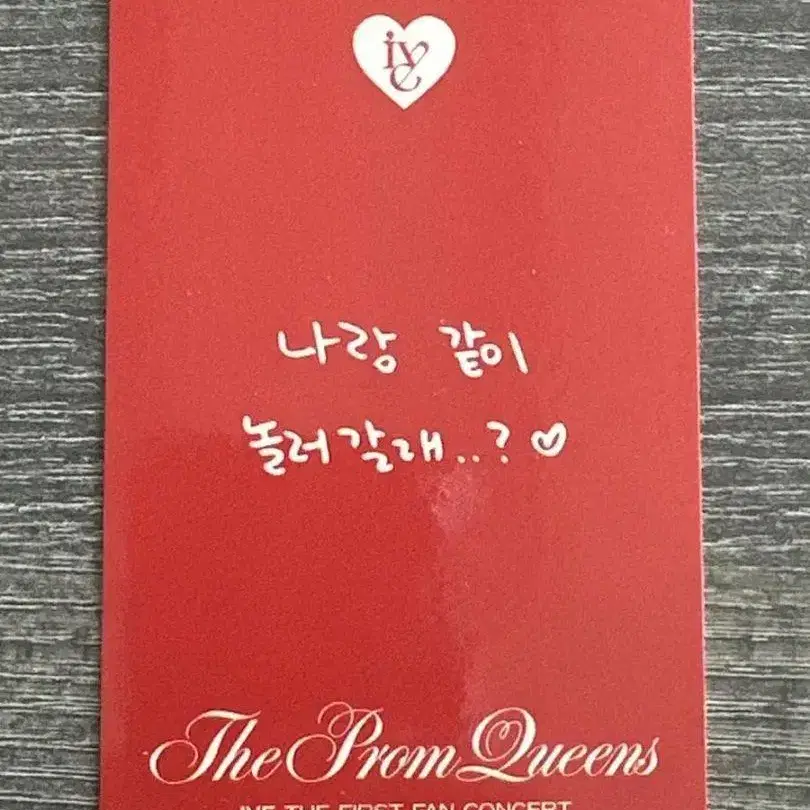 ive
나랑 같이
놀러갈래..? ♡
The Prom Queens
IVE THE FIRST FAN CONCERT